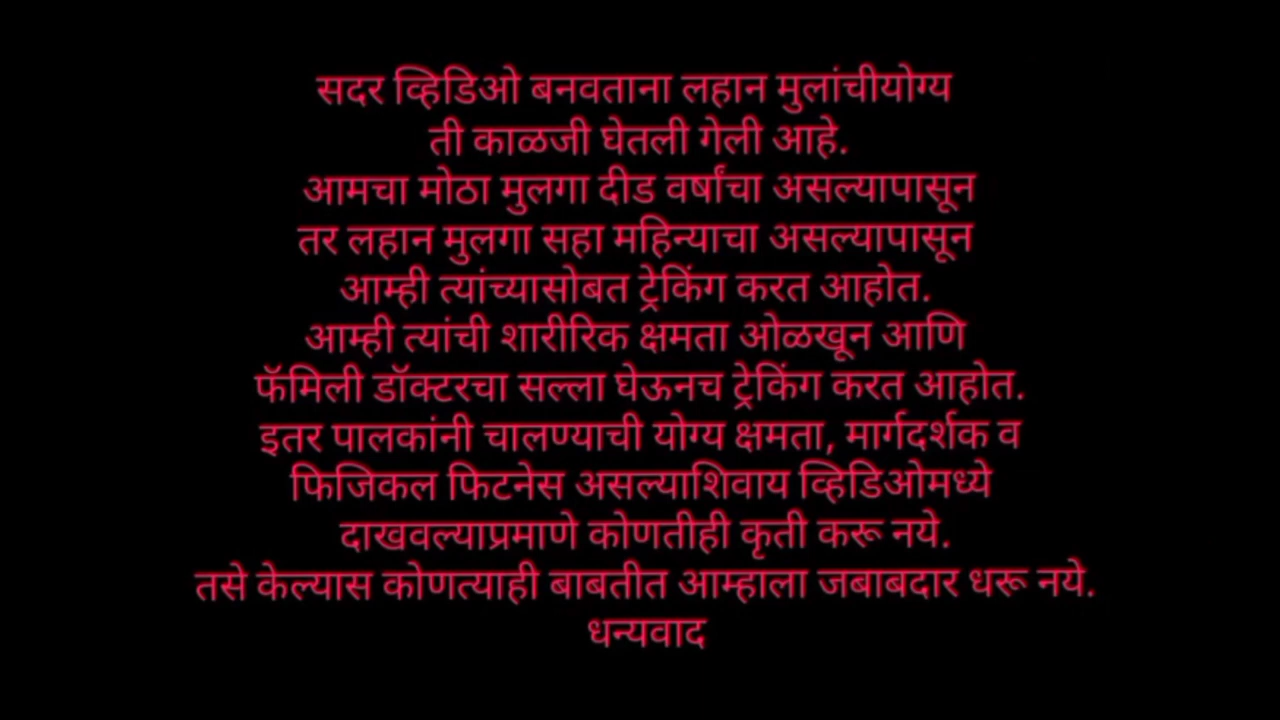 सदर व्हिडिओ बनवताना लहान मुलांचीयोग्य
ती काळजी घेतली गेली आहे.
आमचा मोठा मुलगा दीड वर्षांचा असल्यापासून
तर लहान मुलगा सहा महिन्याचा असल्यापासून
आम्ही त्यांच्यासोबत ट्रेकिंग करत आहोत.
आम्ही त्यांची शारीरिक क्षमता ओळखून आणि
फॅमिली डॉक्टरचा सल्ला घेऊनच ट्रेकिंग करत आहोत.
इतर पालकांनी चालण्याची योग्य क्षमता, मार्गदर्शक व
फिजिकल फिटनेस असल्याशिवाय व्हिडिओमध्ये
दाखवल्याप्रमाणे कोणतीही कृती करू नये.
तसे केल्यास कोणत्याही बाबतीत आम्हाला जबाबदार धरू नये.
धन्यवाद